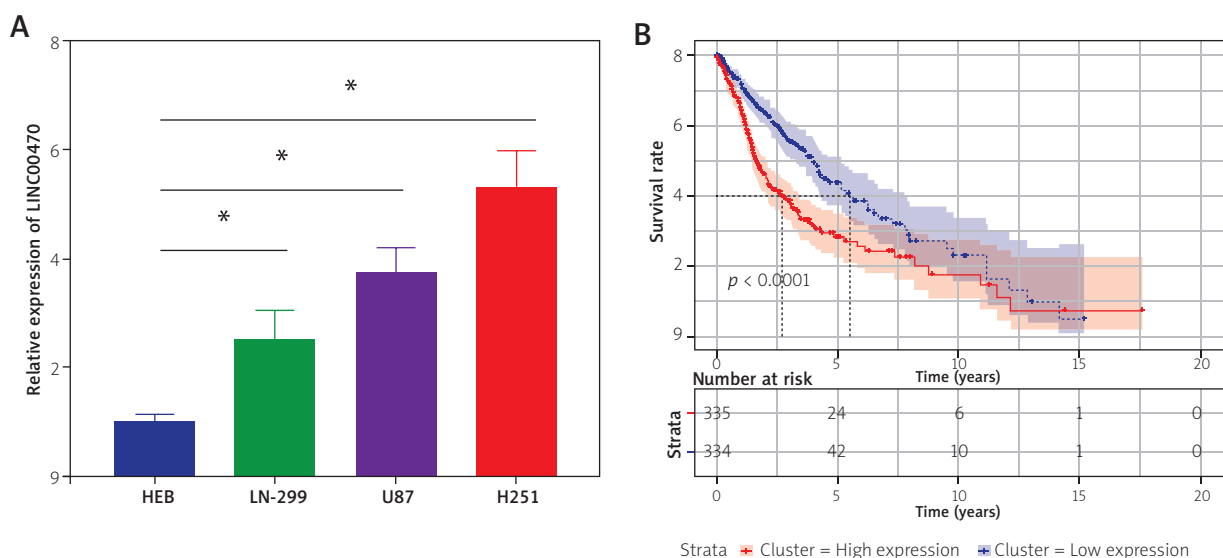 A
Relative expression of LINC00470
8
6
4
2
9
*
*
*
HEB LN-299 U87 H251
B
Survival rate
8
6
4
2
9
p < 0.0001
0 5 10 15 20
Time (years)
Number at risk
Strata
335 24 6 1 0
334 42 10 1 0
0 5 10 15 20
Time (years)
Strata Cluster = High expression Cluster = Low expression